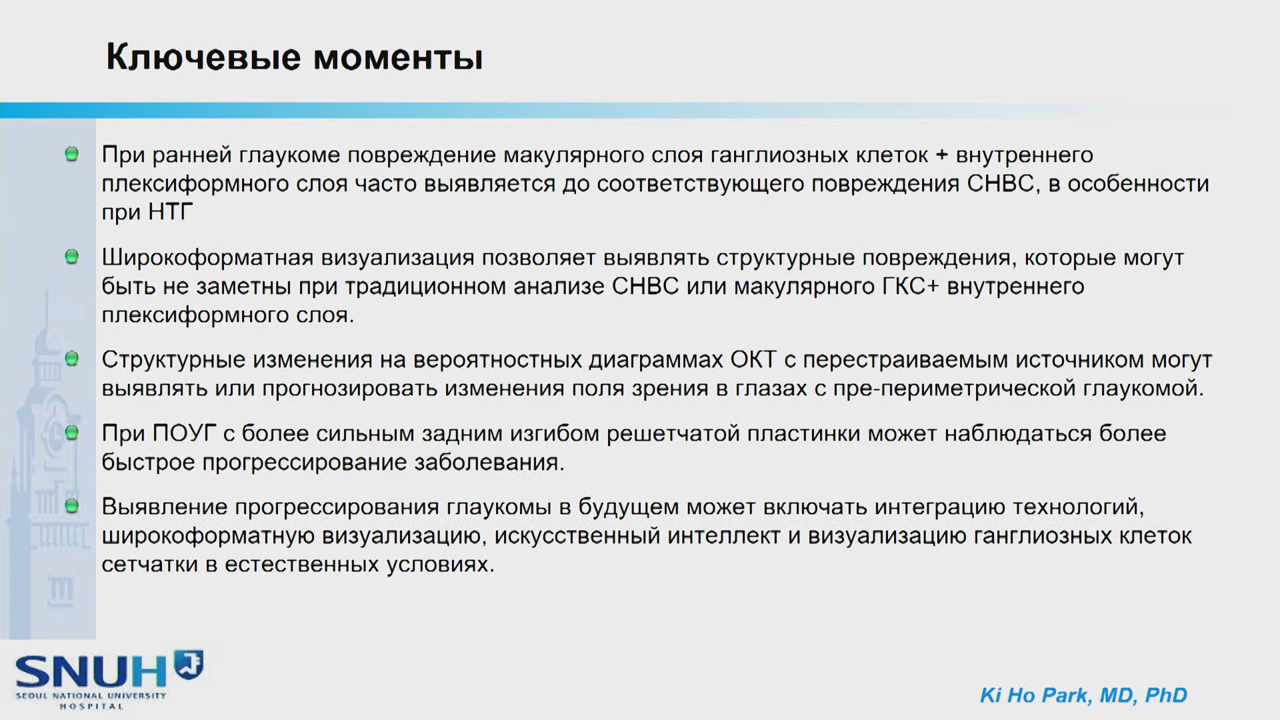 Ключевые моменты
При ранней глаукоме повреждение макулярного слоя ганглиозных клеток + внутреннего
плексиформного слоя часто выявляется до соответствующего повреждения СНВС, в особенности
при НТГ
Широкоформатная визуализация позволяет выявлять структурные повреждения, которые могут
быть не заметны при традиционном анализе СНВС или макулярного ГКС+ внутреннего
плексиформного слоя.
Структурные изменения на вероятностных диаграммах ОКТ с перестраиваемым источником могут
выявлять или прогнозировать изменения поля зрения в глазах с пре-периметрической глаукомой.
При ПОУГ с более сильным задним изгибом решетчатой пластинки может наблюдаться более
быстрое прогрессирование заболевания.
Выявление прогрессирования глаукомы в будущем может включать интеграцию технологий,
широкоформатную визуализацию, искусственный интеллект и визуализацию ганглиозных клеток
сетчатки в естественных условиях.
SNUH
SEOUL NATIONAL UNIVERSITY
HOSPITAL
Ki Ho Park, MD, PhD